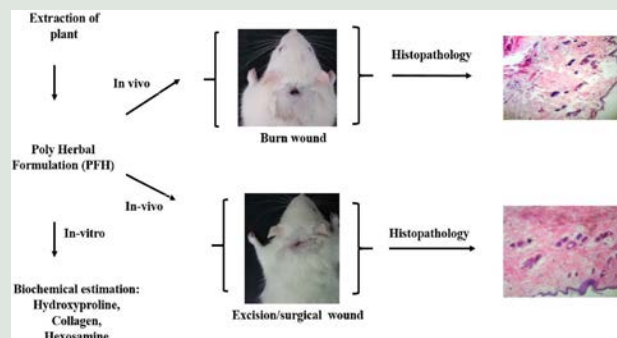 Extraction of
plant
In vivo
Histopathology
Burn wound
Poly Herbal
Formulation (PFH)
In-vivo
In-vitro
Histopathology
Biochemical estimation:
Hydroxyproline,
Collagen,
Hexosamine
Excision/surgical wound